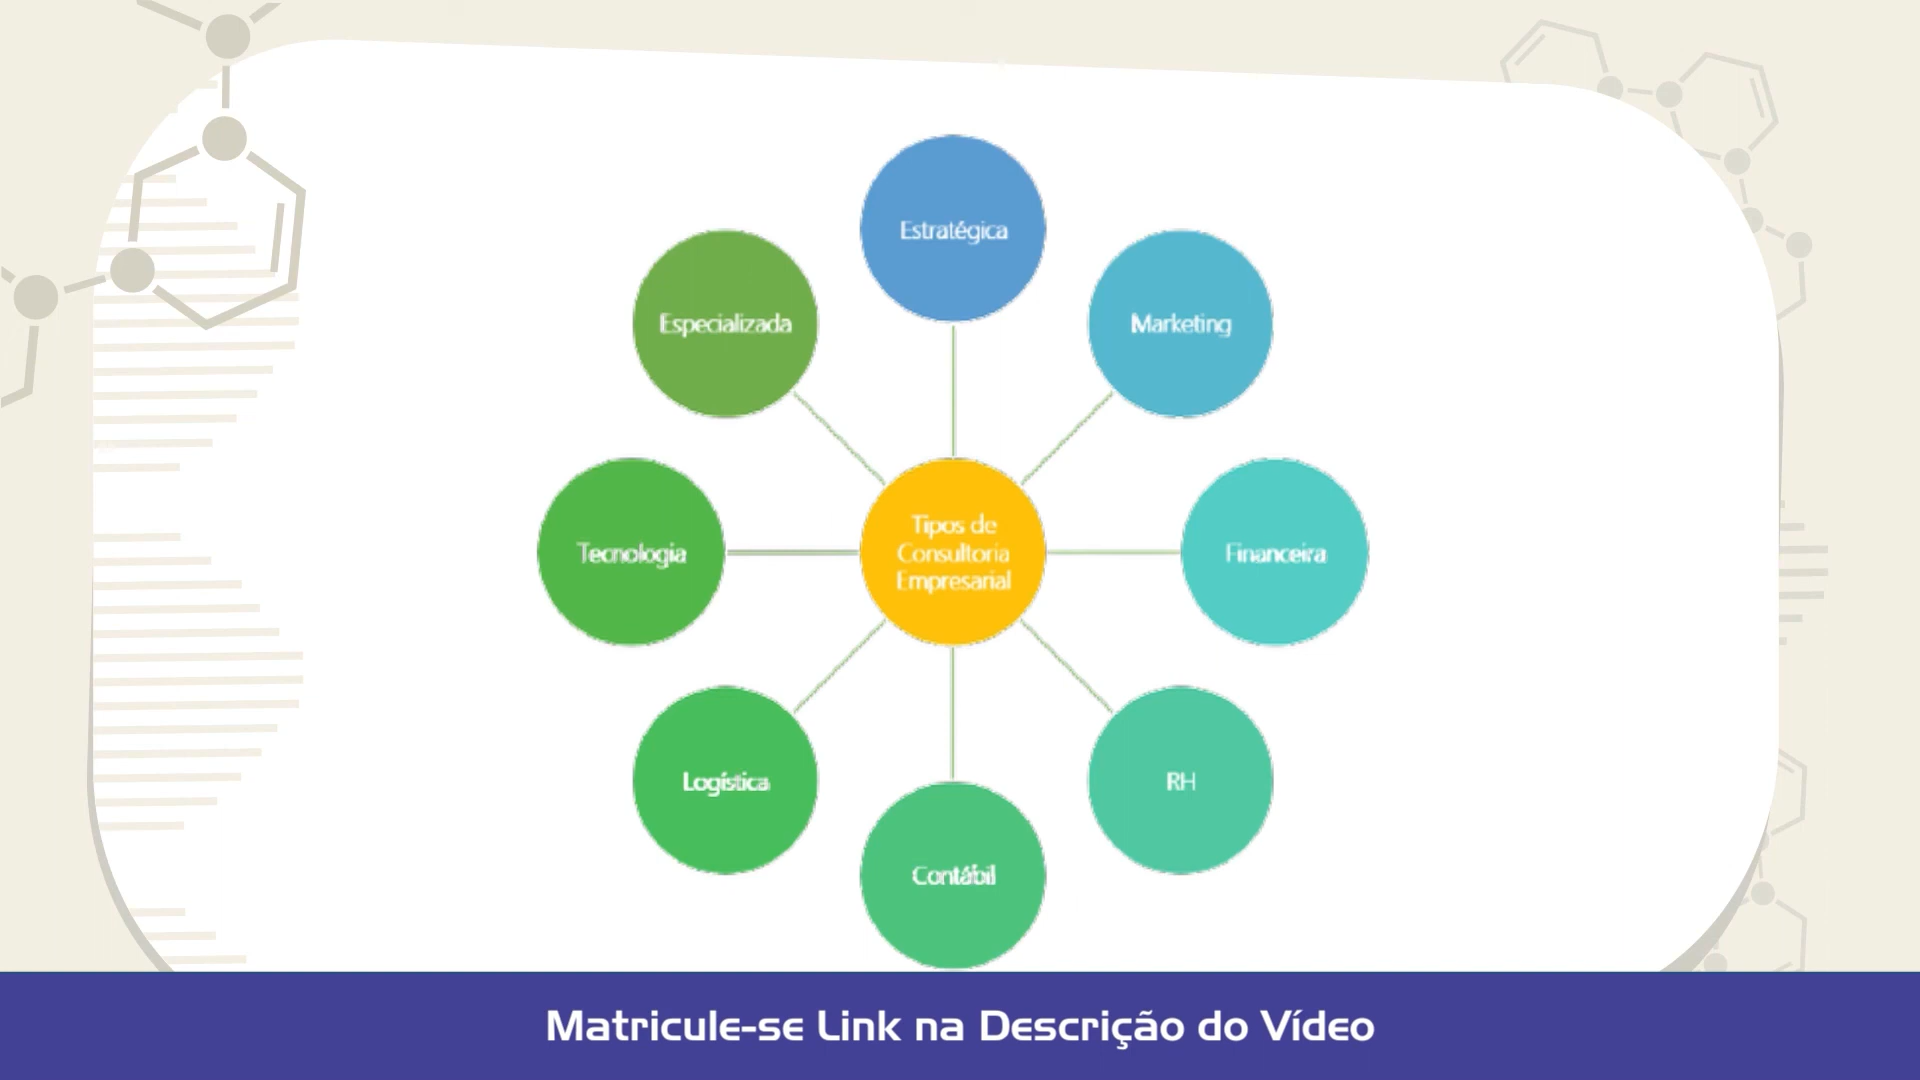 Estratégica
Especializada
Marketing
Tipos de
Consultoria
Empresarial
Tecnologia
Financeira
Logística
RH
Contábil
Matricule-se Link na Descrição do Vídeo